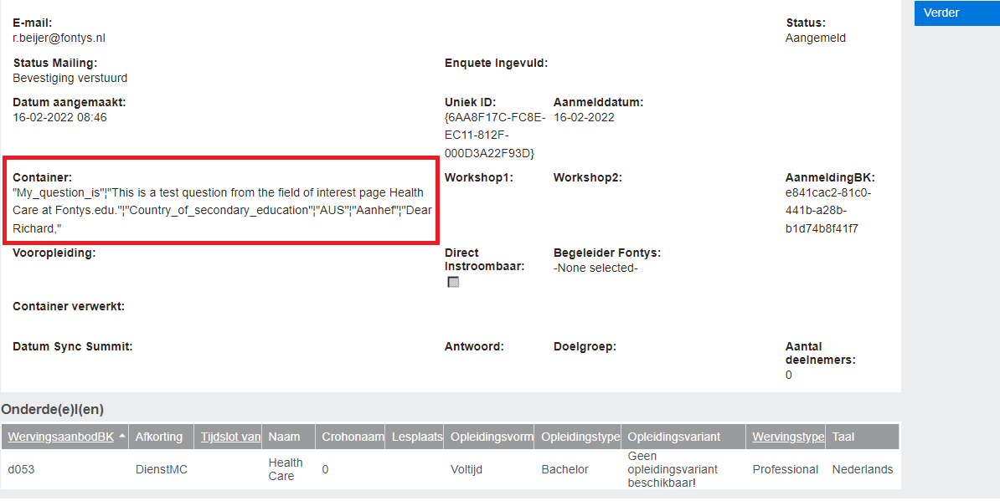 Verder
E-mail:
r.beijer@fontys.nl
Status:
Aangemeld
Status Mailing:
Bevestiging verstuurd
Enquete Ingevuld:
Datum aangemaakt:
16-02-2022 08:46
Uniek ID:
{6AA8F17C-FC8E-
EC11-812F-
000D3A22F93D}
Aanmelddatum:
16-02-2022
Container:
"My_question_is"¦"This is a test question from the field of interest page Health
Care at Fontys.edu."¦"Country_of_secondary_education"¦"AUS"¦"Aanhef"¦"Dear
Richard,"
Workshop1:
Workshop2:
AanmeldingBK:
e841cac2-81c0-
441b-a28b-
b1d74b8f41f7
Vooropleiding:
Direct
Instroombaar:
Begeleider Fontys:
-None selected-
Container verwerkt:
Datum Sync Summit:
Antwoord:
Doelgroep:
Aantal
deelnemers:
0
Onderde(e)l(en)
WervingsaanbodBK Afkorting Tijdslot van Naam Crohonaam Lesplaats Opleidingsvorm Opleidingstype Opleidingsvariant Wervingstype Taal
d053 DienstMC Health
Care 0 Voltijd Bachelor Geen
opleidingsvariant
beschikbaar! Professional Nederlands